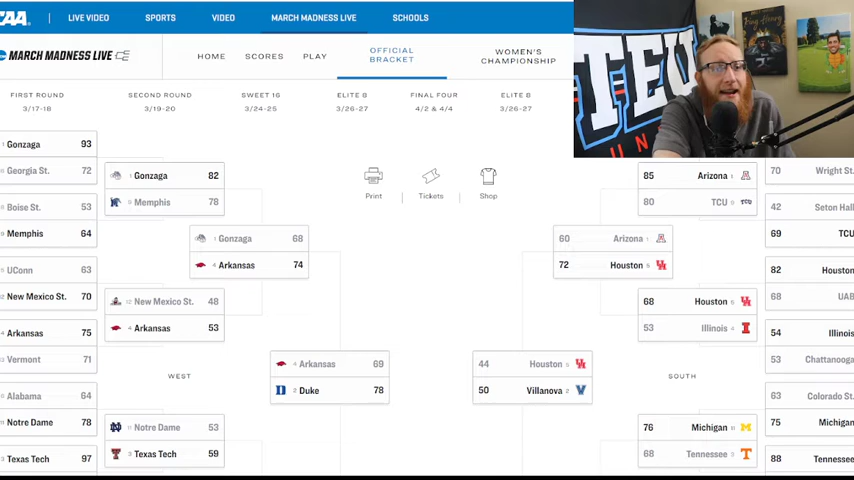 CAA. LIVE VIDEO SPORTS VIDEO MARCH MADNESS LIVE SCHOOLS
MARCH MADNESS LIVE HOME SCORES PLAY OFFICIAL BRACKET WOMEN'S CHAMPIONSHIP
FIRST ROUND SECOND ROUND SWEET 16 ELITE 8 FINAL FOUR ELITE 8
3/17-18 3/19-20 3/24-25 3/26-27 4/2 & 4/4 3/26-27
Print Tickets Shop
1 Gonzaga 93
Georgia St. 72
Boise St. 53
9 Memphis 64
UConn 63
12 New Mexico St. 70
4 Arkansas 75
Vermont 71
Alabama 64
Notre Dame 78
3 Texas Tech 97
1 Gonzaga 82
9 Memphis 78
12 New Mexico St. 48
4 Arkansas 53
11 Notre Dame 53
3 Texas Tech 59
1 Gonzaga 68
4 Arkansas 74
WEST
4 Arkansas 69
2 Duke 78
44 Houston 5
50 Villanova 2
60 Arizona 1
72 Houston 5
SOUTH
85 Arizona 1
80 TCU 9
68 Houston 5
53 Illinois 4
76 Michigan 11
68 Tennessee 3
70 Wright St.
42 Seton Hall
69 TCU
82 Houston
68 UAB
54 Illinois
53 Chattanooga
63 Colorado St.
75 Michigan
88 Tennessee
TEU
UN